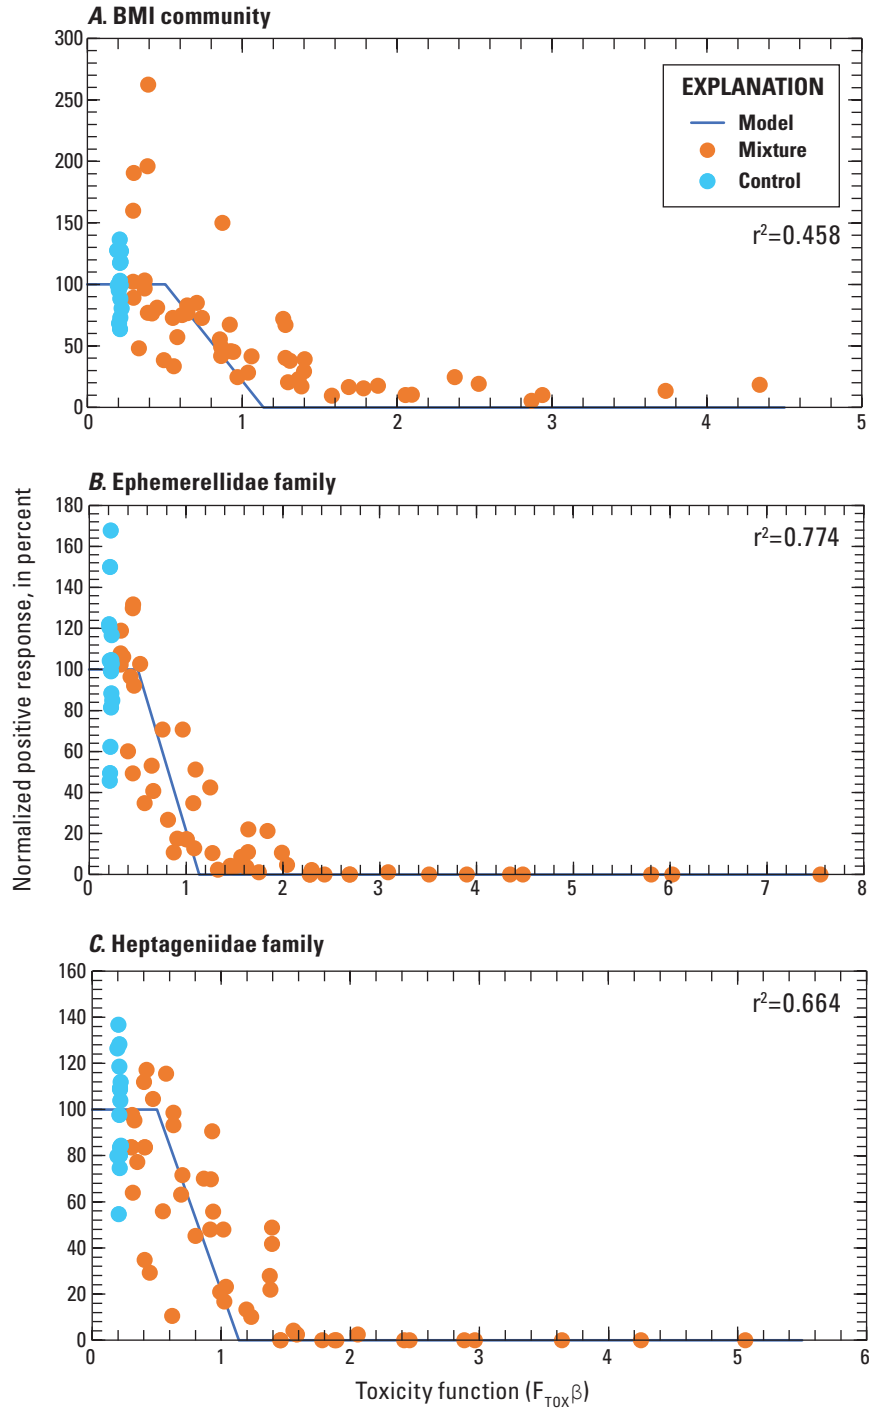 A. BMI community
300
250
200
150
100
50
0
0 1 2 3 4 5
EXPLANATION
Model
Mixture
Control
r²=0.458
B. Ephemerellidae family
180
160
140
120
100
80
60
40
20
0
0 1 2 3 4 5 6 7 8
r²=0.774
Normalized positive response, in percent
C. Heptageniidae family
160
140
120
100
80
60
40
20
0
0 1 2 3 4 5 6
r²=0.664
Toxicity function (F_TOX β)